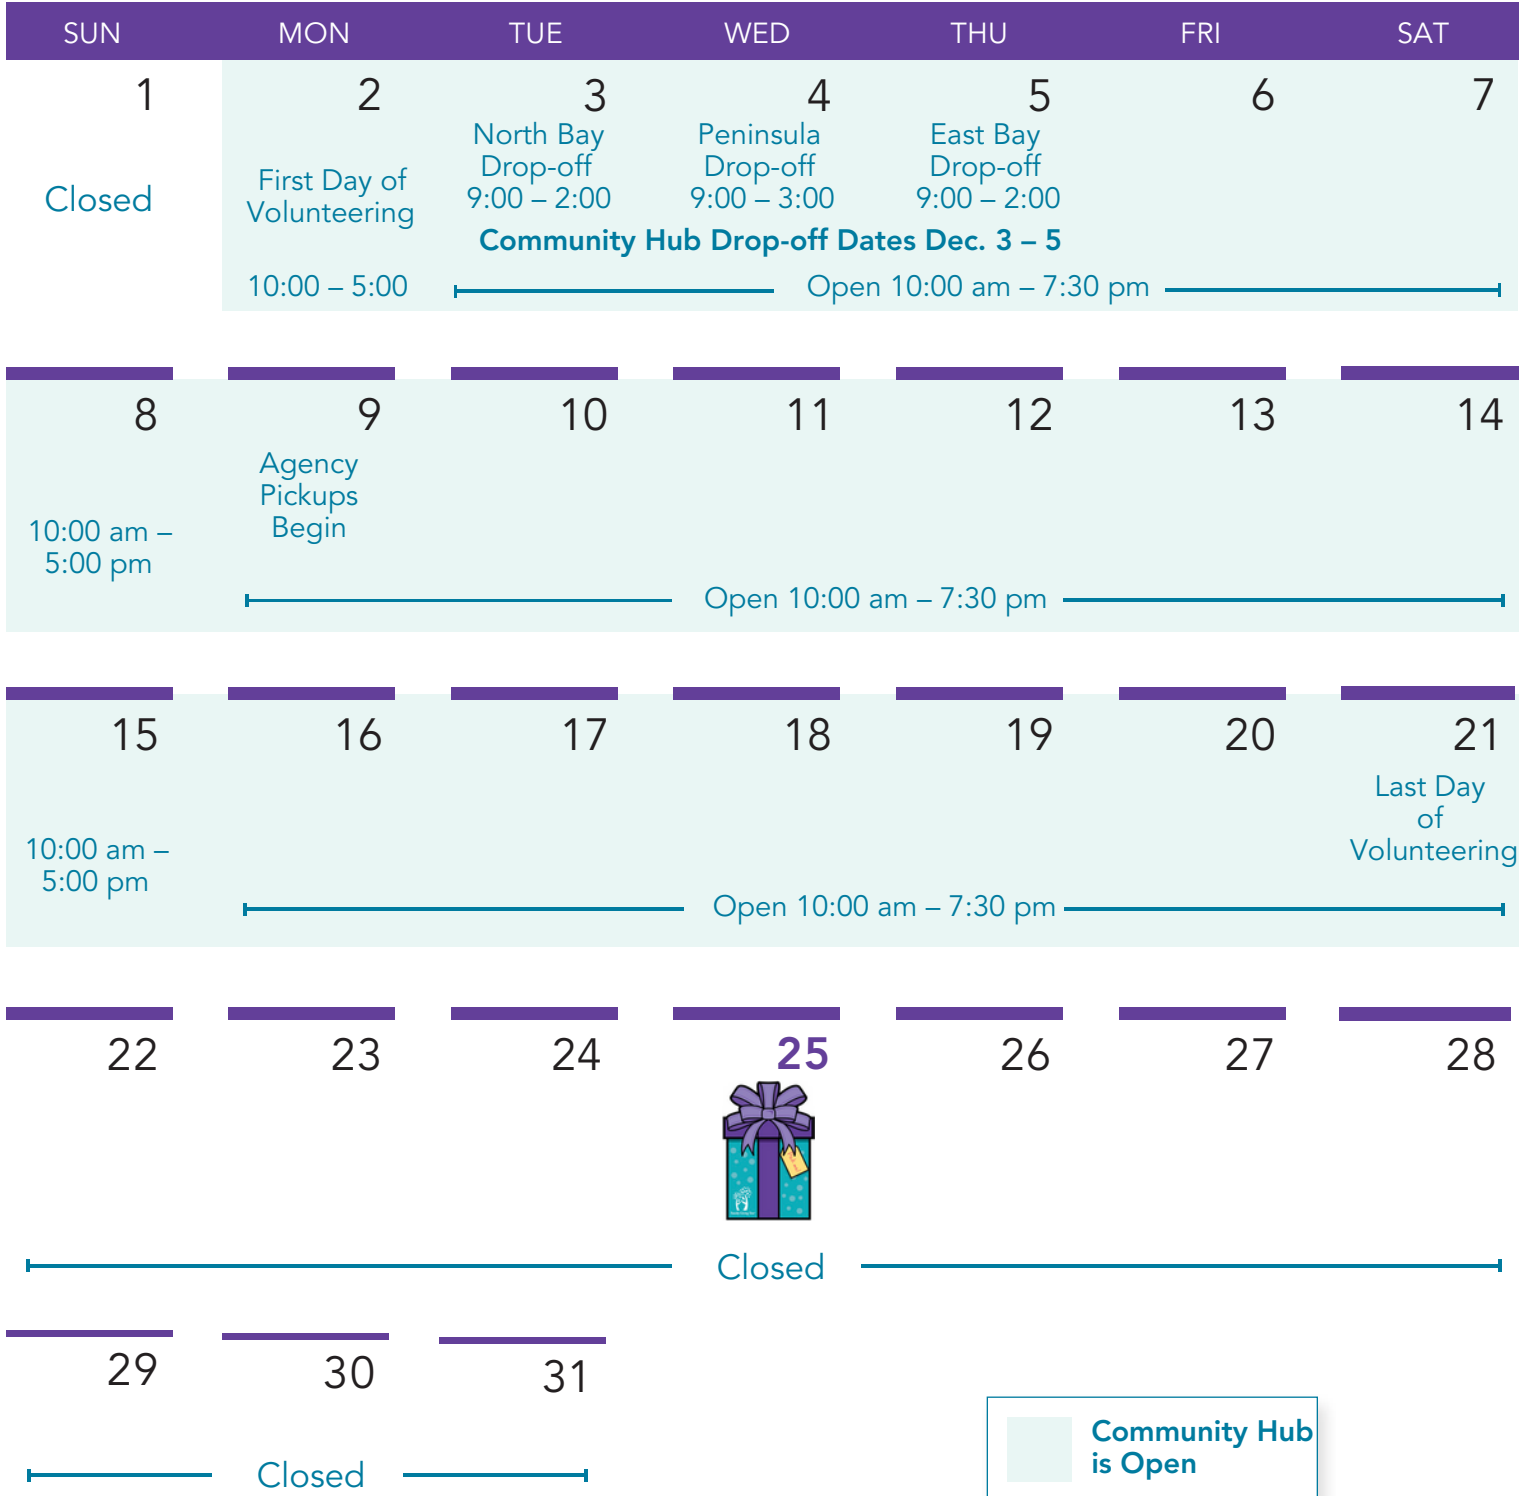 SUN MON TUE WED THU FRI SAT
1 2 3 4 5 6 7
Closed
First Day of
Volunteering
10:00 – 5:00
North Bay
Drop-off
9:00 – 2:00
Peninsula
Drop-off
9:00 – 3:00
East Bay
Drop-off
9:00 – 2:00
Community Hub Drop-off Dates Dec. 3 – 5
Open 10:00 am – 7:30 pm
8 9 10 11 12 13 14
10:00 am –
5:00 pm
Agency
Pickups
Begin
Open 10:00 am – 7:30 pm
15 16 17 18 19 20 21
10:00 am –
5:00 pm
Last Day
of
Volunteering
Open 10:00 am – 7:30 pm
22 23 24 25 26 27 28
Closed
29 30 31
Closed
Community Hub
is Open